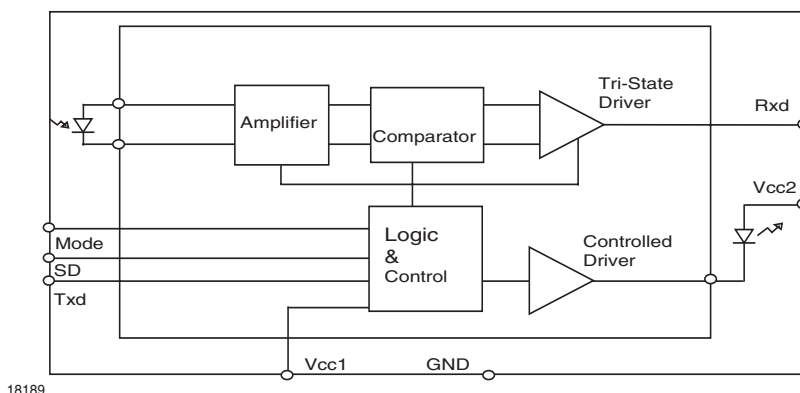 Tri-State
Driver
Rxd
Amplifier
Comparator
Vcc2
Mode
SD
Txd
Logic
&
Control
Controlled
Driver
Vcc1
GND
18189